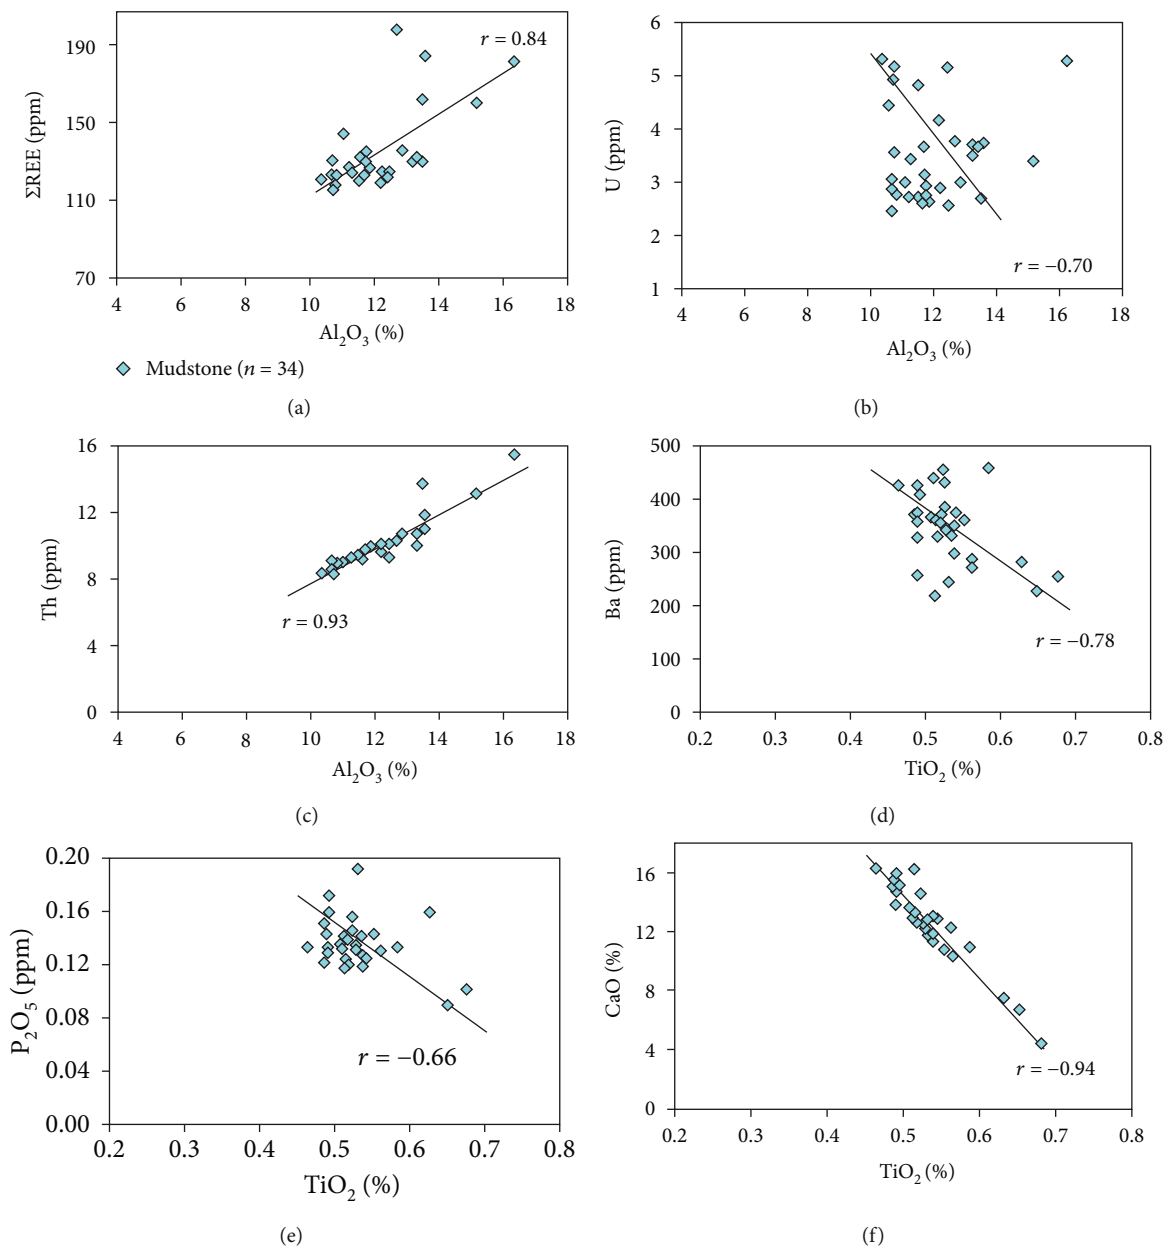 190
150
110
70
ΣREE (ppm)
r = 0.84
4 6 8 10 12 14 16 18
Al₂O₃ (%)
Mudstone (n = 34)
(a)
6
5
4
3
2
1
U (ppm)
r = −0.70
4 6 8 10 12 14 16 18
Al₂O₃ (%)
(b)
16
12
8
4
0
Th (ppm)
r = 0.93
4 6 8 10 12 14 16 18
Al₂O₃ (%)
(c)
500
400
300
200
100
0
Ba (ppm)
r = −0.78
0.2 0.3 0.4 0.5 0.6 0.7 0.8
TiO₂ (%)
(d)
0.20
0.16
0.12
0.08
0.04
0.00
P₂O₅ (ppm)
r = −0.66
0.2 0.3 0.4 0.5 0.6 0.7 0.8
TiO₂ (%)
(e)
16
12
8
4
0
CaO (%)
r = −0.94
0.2 0.3 0.4 0.5 0.6 0.7 0.8
TiO₂ (%)
(f)